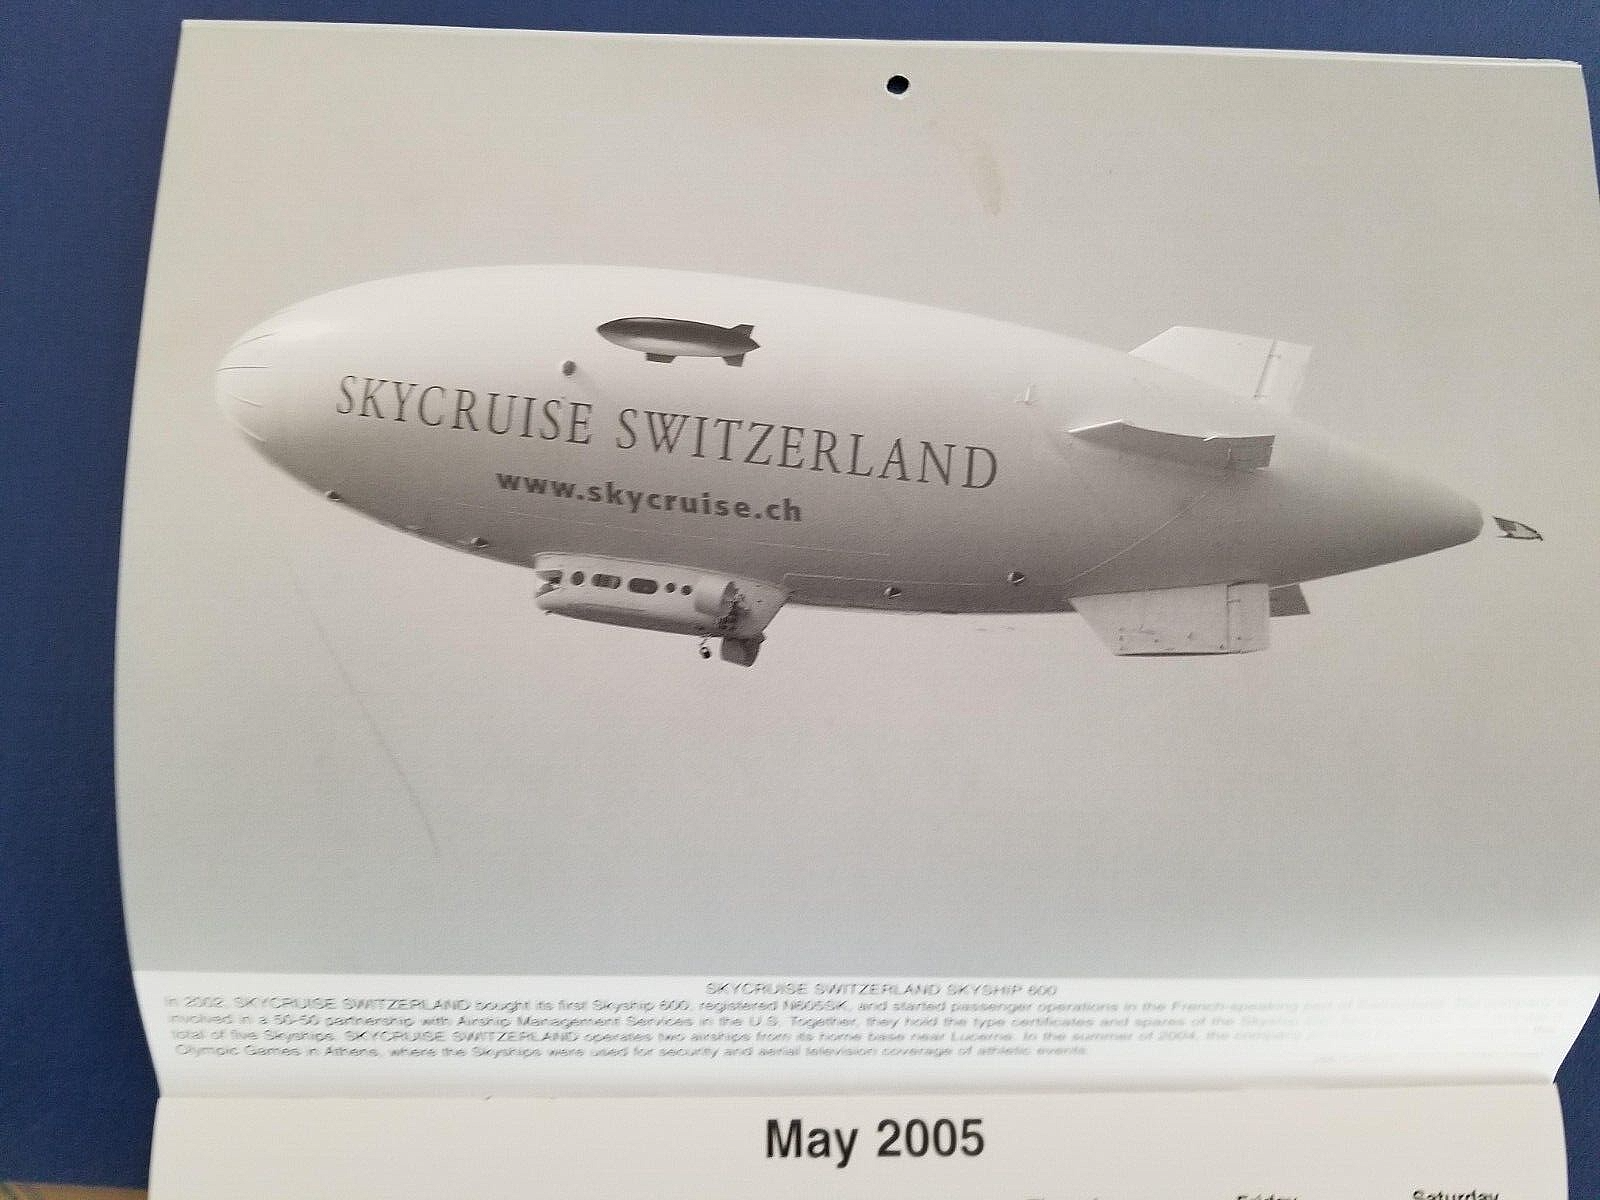 SKYCRUISE SWITZERLAND
www.skycruise.ch
SKYCRUISE SWITZERLAND SKYSHIP 600
In 2002, SKYCRUISE SWITZERLAND bought its first Skyship 600, registered N605SK, and started passenger operations in the French-speaking part of
involved in a 50-50 partnership with Airship Management Services in the U.S. Together, they hold the type certificates and spares of the
total of five Skyships. SKYCRUISE SWITZERLAND operates two airships from its home base near Lucerne. In the summer of 2004, the company
Olympic Games in Athens, where the Skyships were used for security and aerial television coverage of athletic events.
May 2005
Friday
Saturday